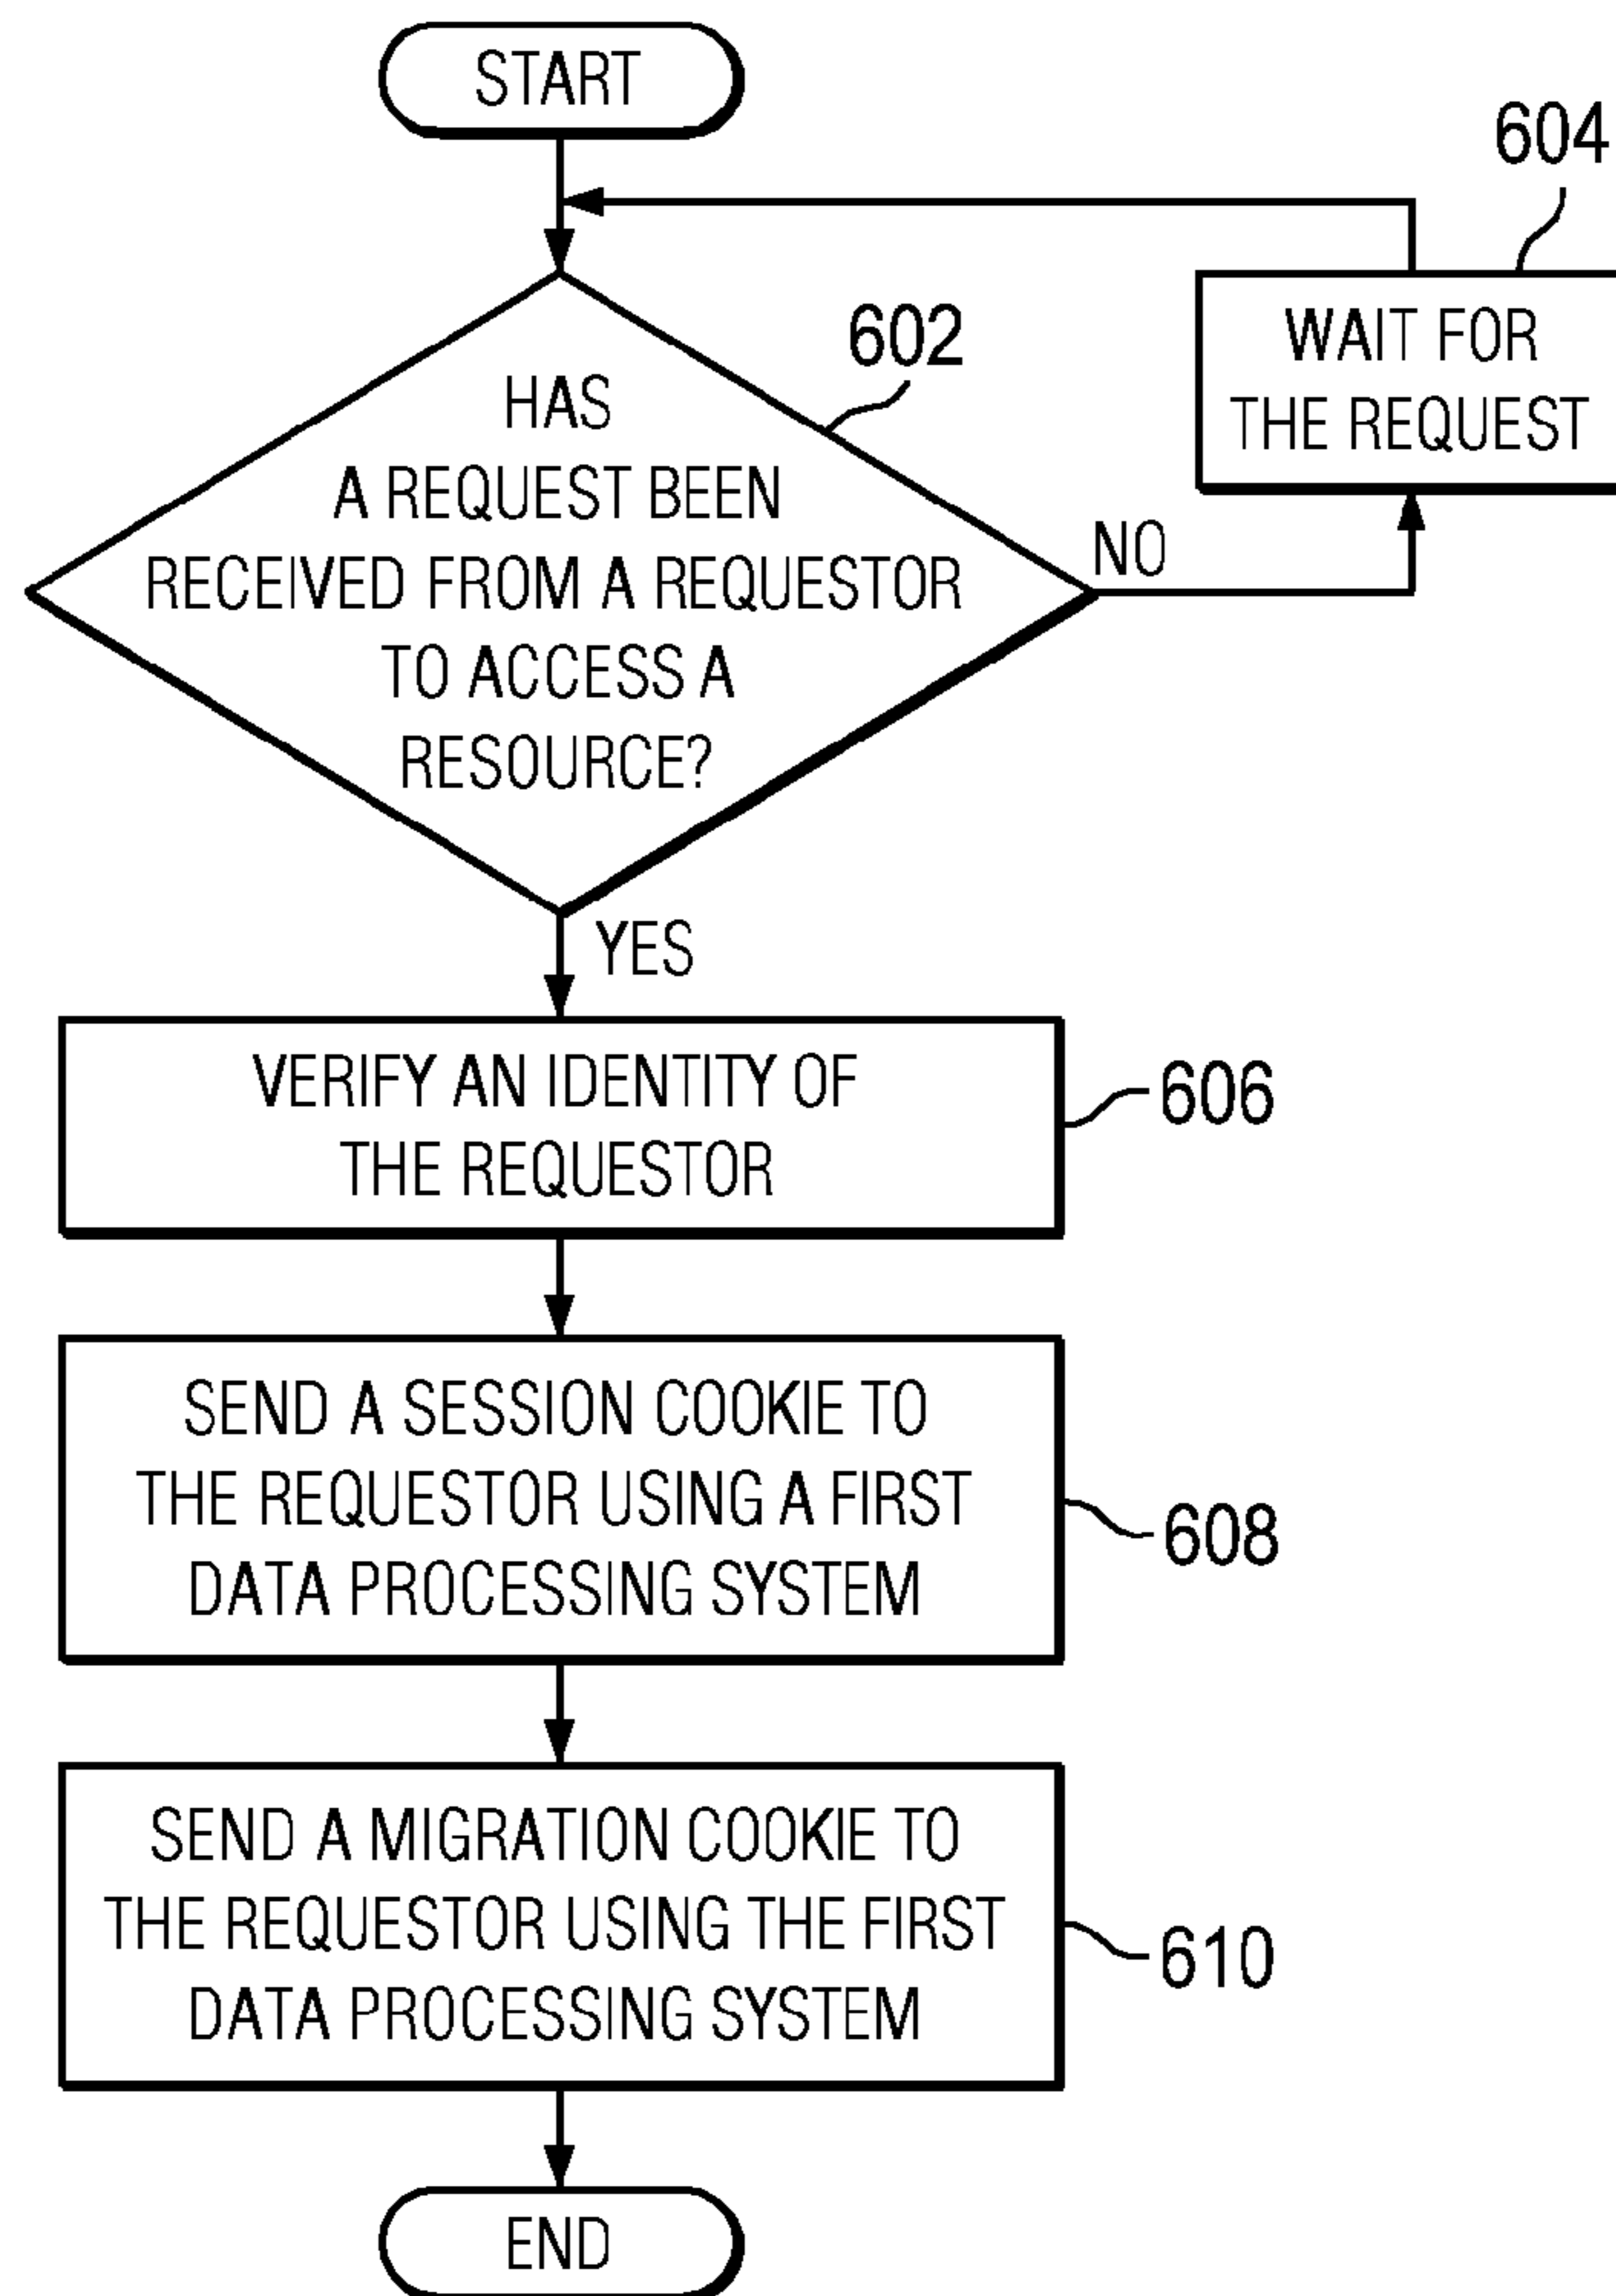 START
604
WAIT FOR
THE REQUEST
602
HAS
A REQUEST BEEN
RECEIVED FROM A REQUESTOR
TO ACCESS A
RESOURCE?
NO
YES
VERIFY AN IDENTITY OF
THE REQUESTOR
606
SEND A SESSION COOKIE TO
THE REQUESTOR USING A FIRST
DATA PROCESSING SYSTEM
608
SEND A MIGRATION COOKIE TO
THE REQUESTOR USING THE FIRST
DATA PROCESSING SYSTEM
610
END